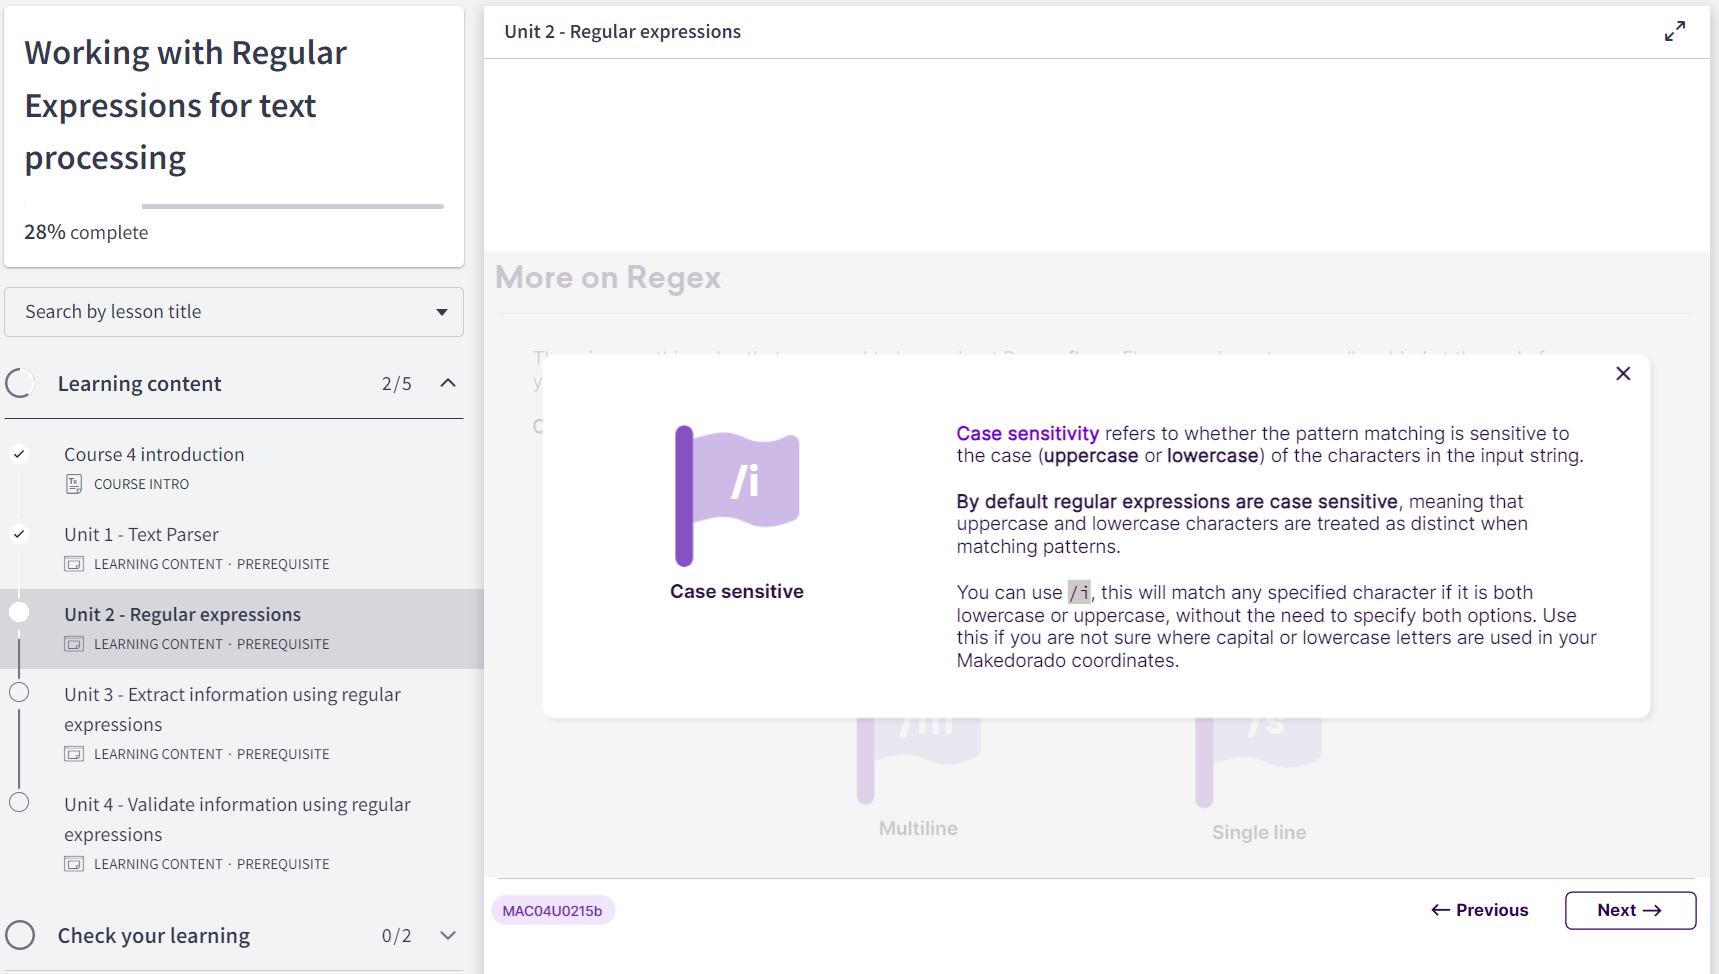 Working with Regular
Expressions for text
processing
28% complete
Search by lesson title
Learning content 2/5
Course 4 introduction
COURSE INTRO
Unit 1 - Text Parser
LEARNING CONTENT · PREREQUISITE
Unit 2 - Regular expressions
LEARNING CONTENT · PREREQUISITE
Unit 3 - Extract information using regular
expressions
LEARNING CONTENT · PREREQUISITE
Unit 4 - Validate information using regular
expressions
LEARNING CONTENT · PREREQUISITE
Check your learning 0/2
Unit 2 - Regular expressions
More on Regex
/i
Case sensitive
Case sensitivity refers to whether the pattern matching is sensitive to
the case (uppercase or lowercase) of the characters in the input string.
By default regular expressions are case sensitive, meaning that
uppercase and lowercase characters are treated as distinct when
matching patterns.
You can use /i, this will match any specified character if it is both
lowercase or uppercase, without the need to specify both options. Use
this if you are not sure where capital or lowercase letters are used in your
Makedorado coordinates.
/m /s
Multiline
Single line
MAC04U0215b
← Previous
Next →